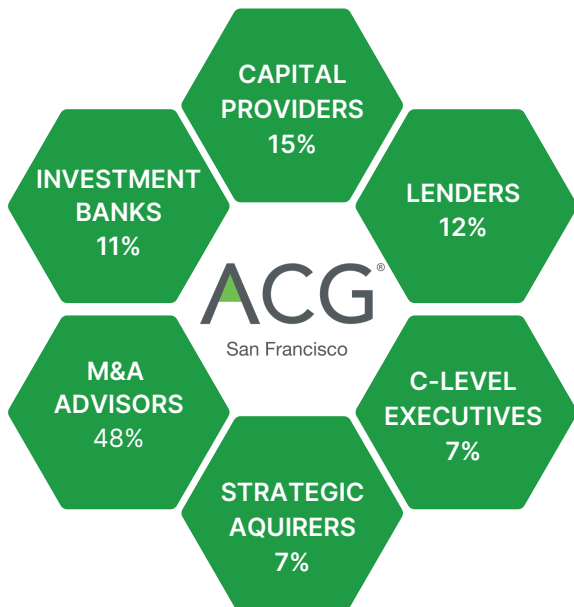 CAPITAL
PROVIDERS
15%
INVESTMENT
BANKS
11%
LENDERS
12%
ACG®
San Francisco
M&A
ADVISORS
48%
C-LEVEL
EXECUTIVES
7%
STRATEGIC
AQUIRERS
7%